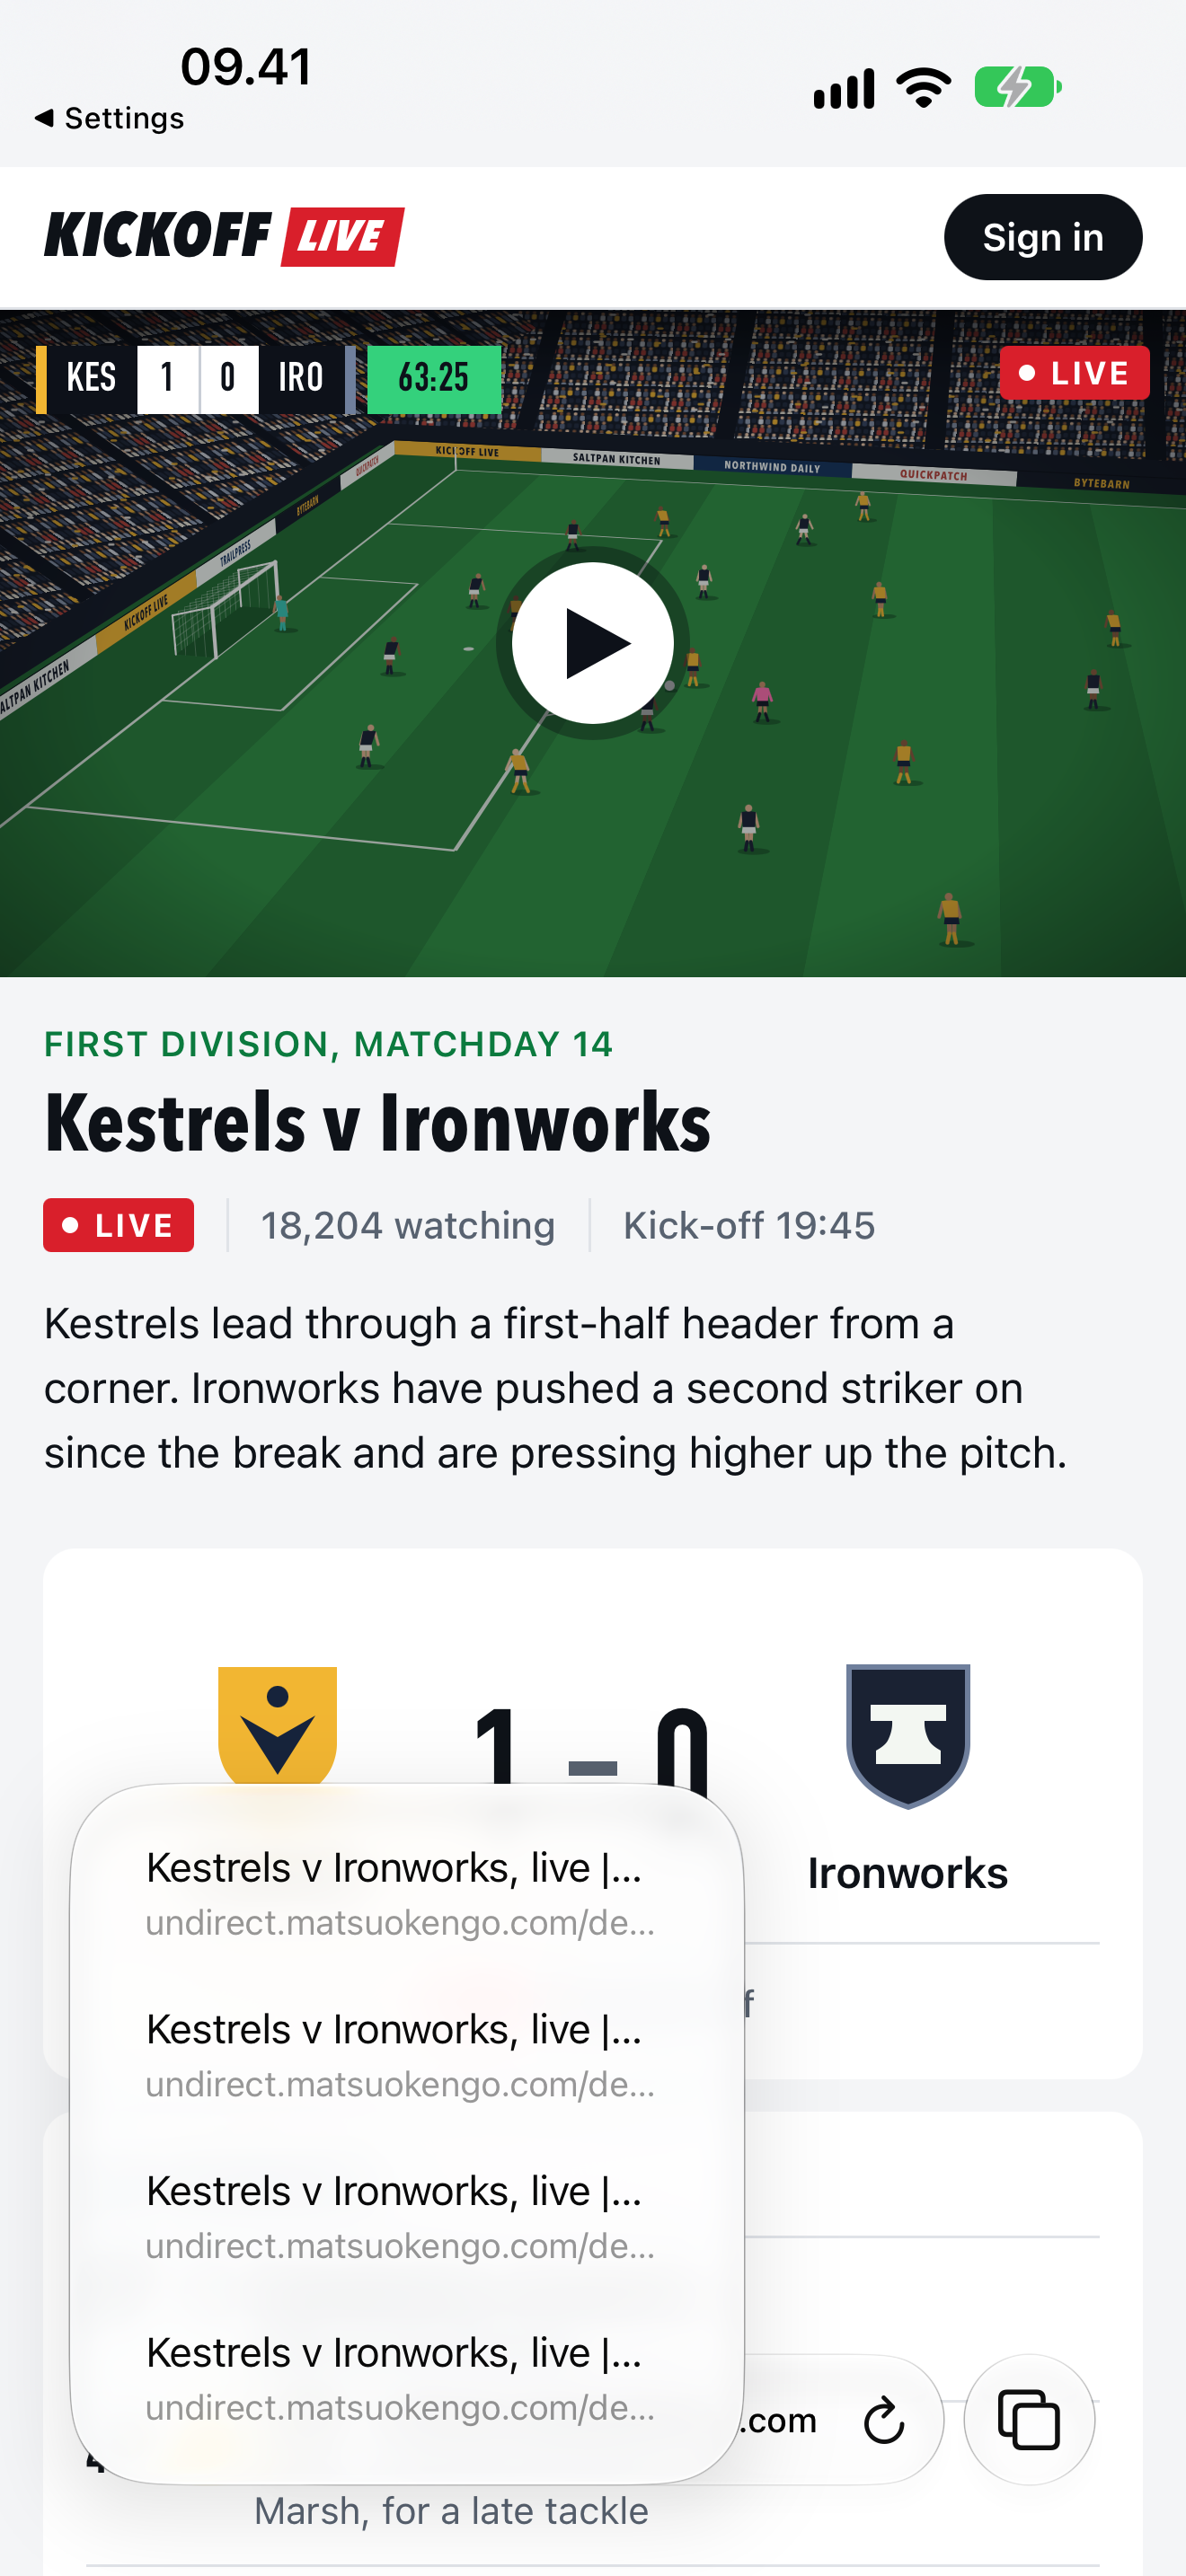 09.41
◀ Settings
KICKOFF LIVE
Sign in
KES 1 0 IRO 63:25
LIVE
KICKOFF LIVE
SALTPAN KITCHEN
NORTHWIND DAILY
QUICKPATCH
BYTEBARN
QUICKPATCH
BYTEBARN
TRAILPRESS
KICKOFF LIVE
ALTPAN KITCHEN
FIRST DIVISION, MATCHDAY 14
Kestrels v Ironworks
LIVE
18,204 watching
Kick-off 19:45
Kestrels lead through a first-half header from a
corner. Ironworks have pushed a second striker on
since the break and are pressing higher up the pitch.
1 – 0
Ironworks
f
Kestrels v Ironworks, live |...
undirect.matsuokengo.com/de...
Kestrels v Ironworks, live |...
undirect.matsuokengo.com/de...
Kestrels v Ironworks, live |...
undirect.matsuokengo.com/de...
Kestrels v Ironworks, live |...
undirect.matsuokengo.com/de...
.com
Marsh, for a late tackle